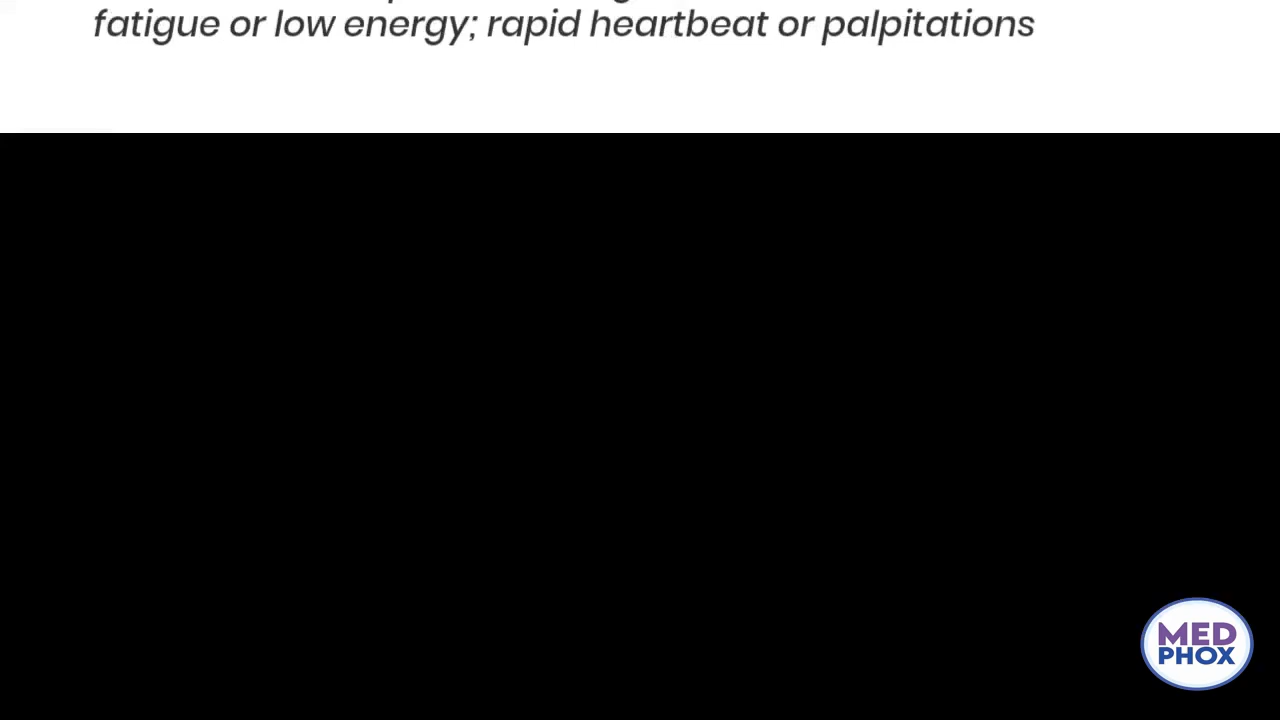 fatigue or low energy; rapid heartbeat or palpitations
MED
PHOX